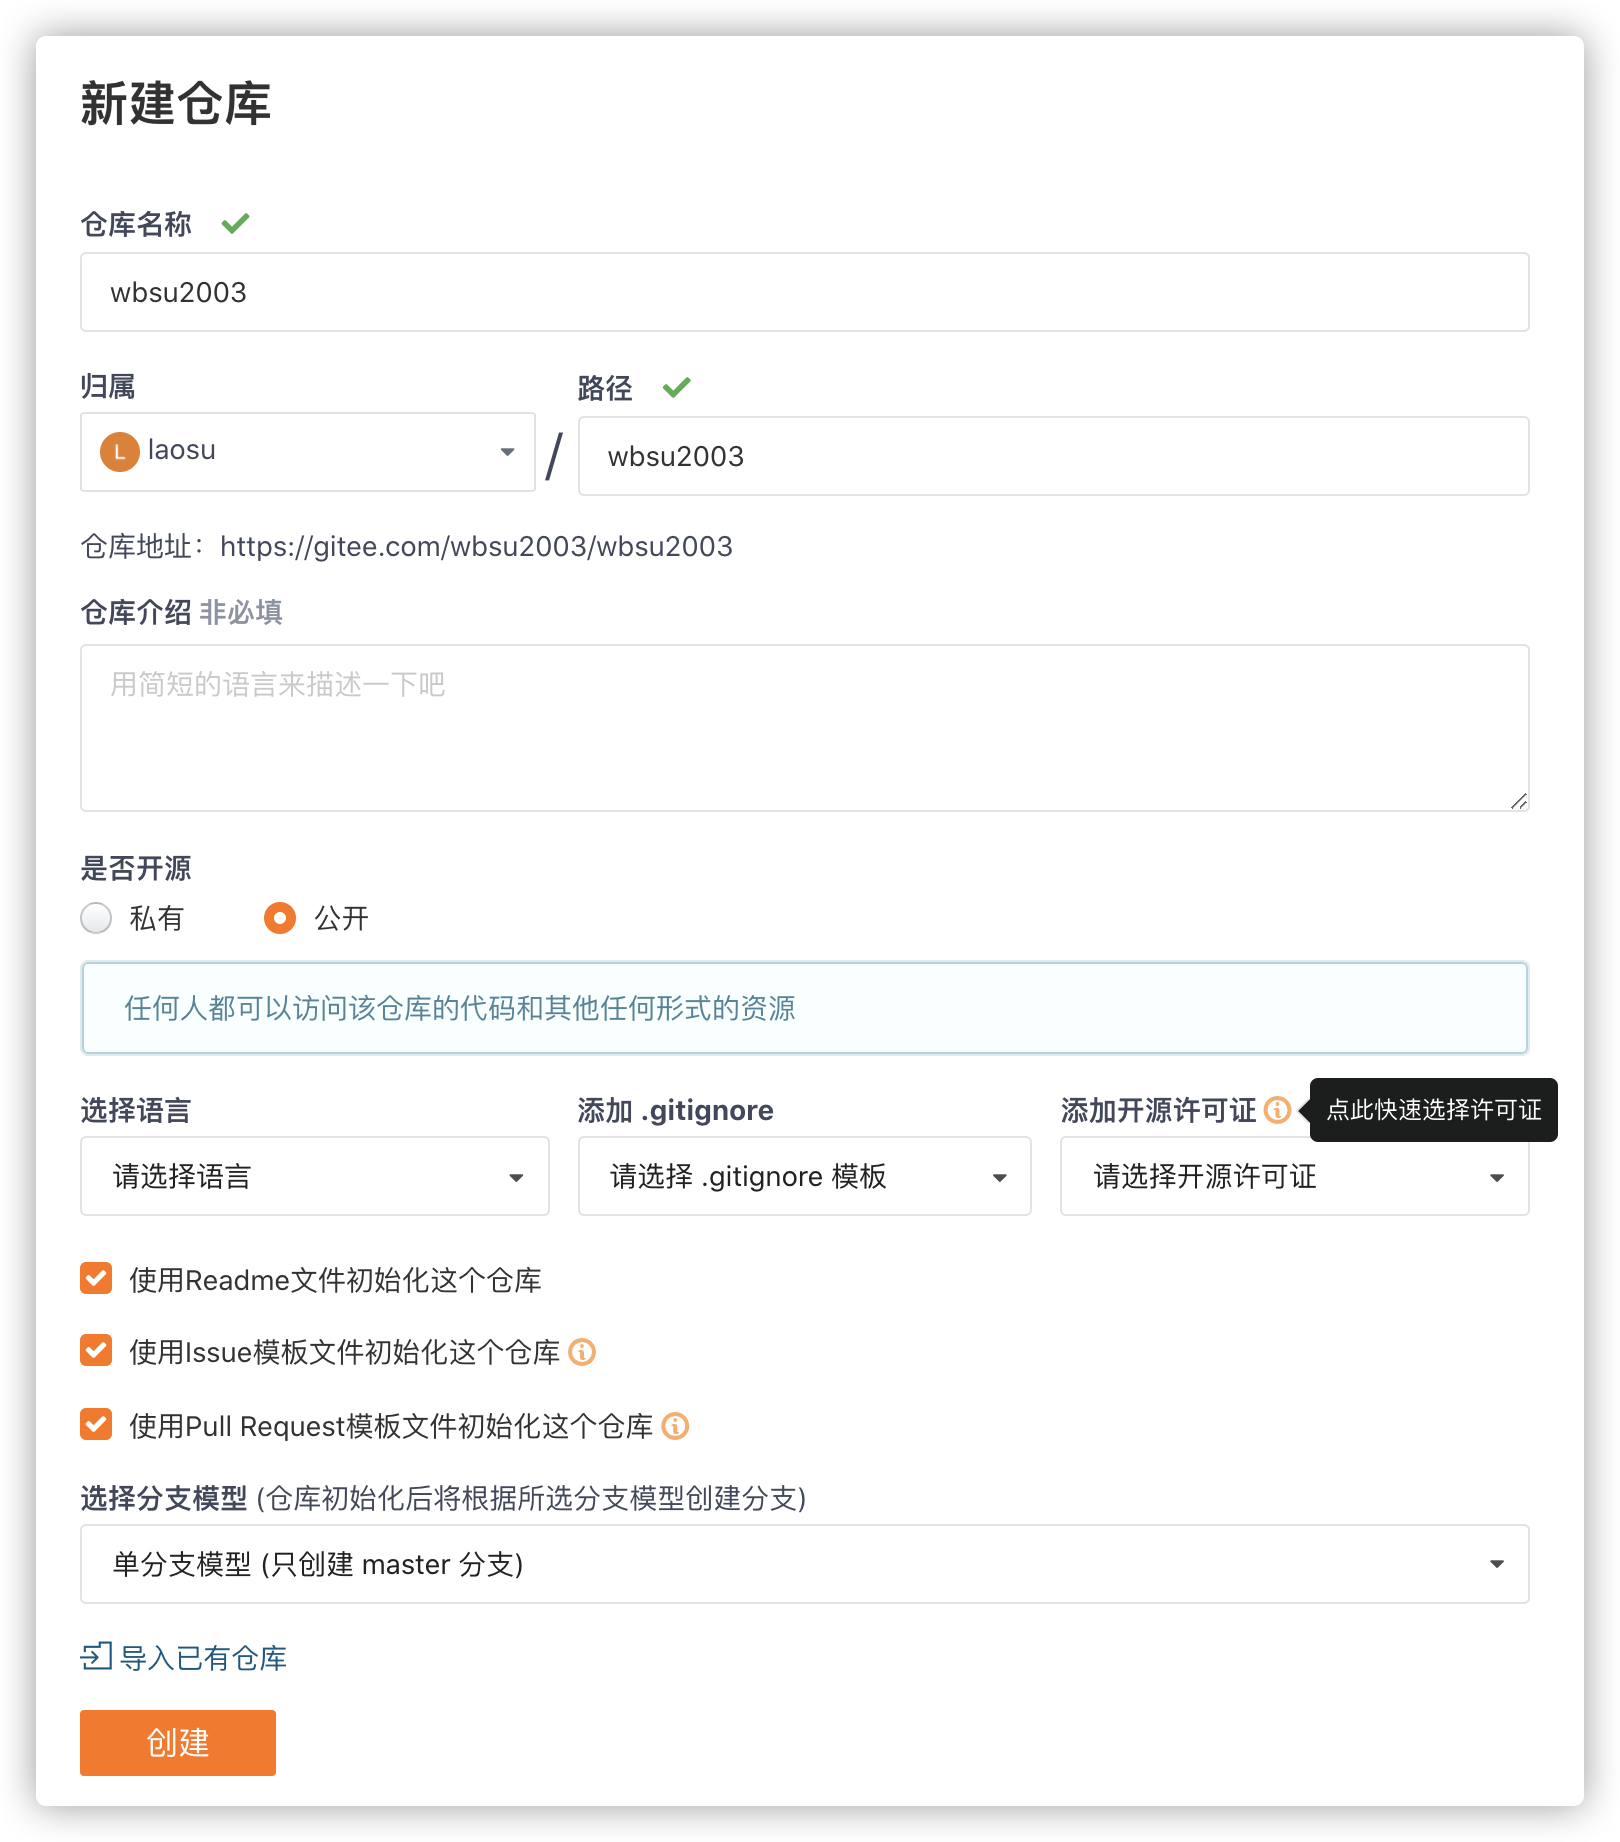 新建仓库
仓库名称
wbsu2003
归属
路径
L laosu
/
wbsu2003
仓库地址：https://gitee.com/wbsu2003/wbsu2003
仓库介绍 非必填
用简短的语言来描述一下吧
是否开源
私有
公开
任何人都可以访问该仓库的代码和其他任何形式的资源
选择语言
添加 .gitignore
添加开源许可证
点此快速选择许可证
请选择语言
请选择 .gitignore 模板
请选择开源许可证
使用Readme文件初始化这个仓库
使用Issue模板文件初始化这个仓库
使用Pull Request模板文件初始化这个仓库
选择分支模型 (仓库初始化后将根据所选分支模型创建分支)
单分支模型 (只创建 master 分支)
导入已有仓库
创建